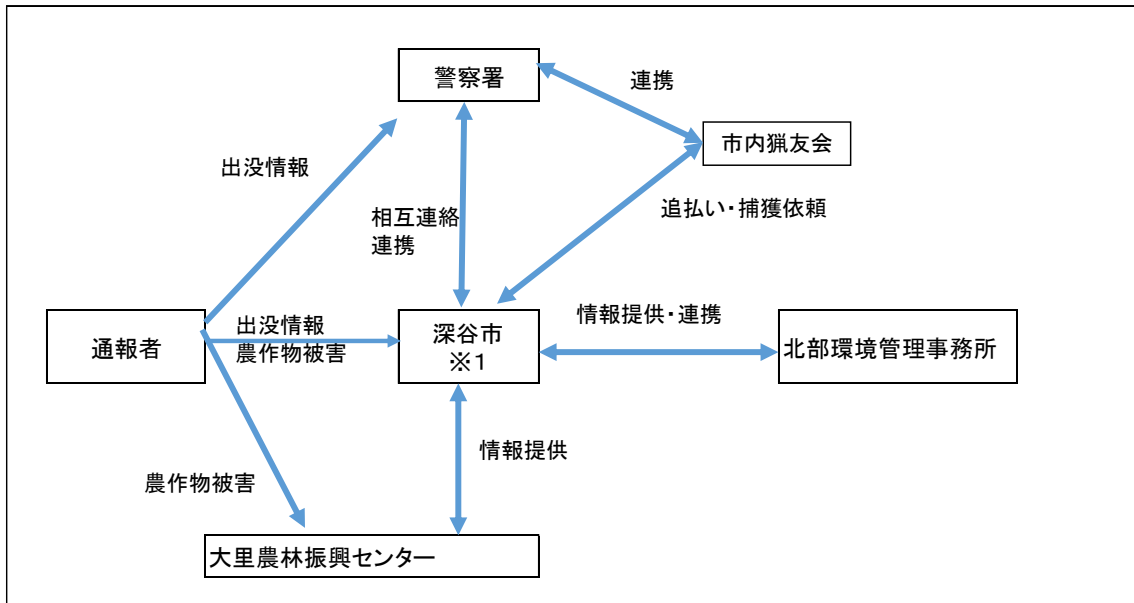 警察署
連携
市内猟友会
出没情報
追払い・捕獲依頼
相互連絡
連携
通報者
出没情報
農作物被害
深谷市
※1
情報提供・連携
北部環境管理事務所
情報提供
農作物被害
大里農林振興センター